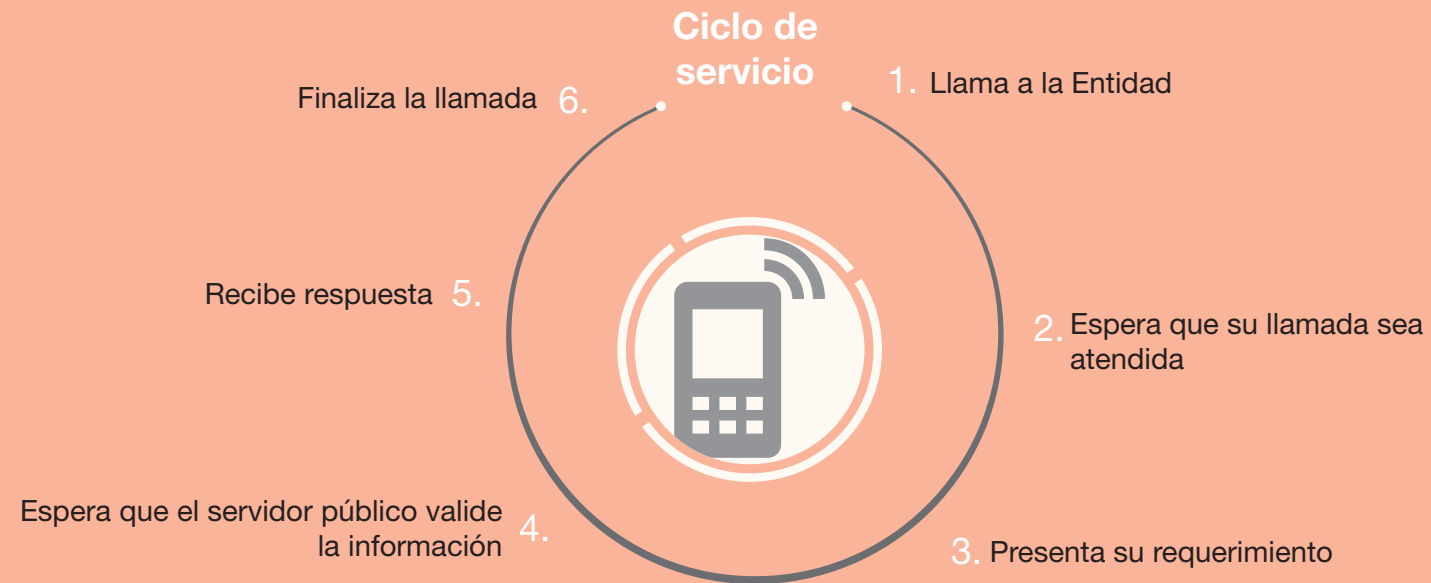 Ciclo de
servicio
1. Llama a la Entidad
2. Espera que su llamada sea
atendida
3. Presenta su requerimiento
Espera que el servidor público valide
la información 4.
Recibe respuesta 5.
Finaliza la llamada 6.